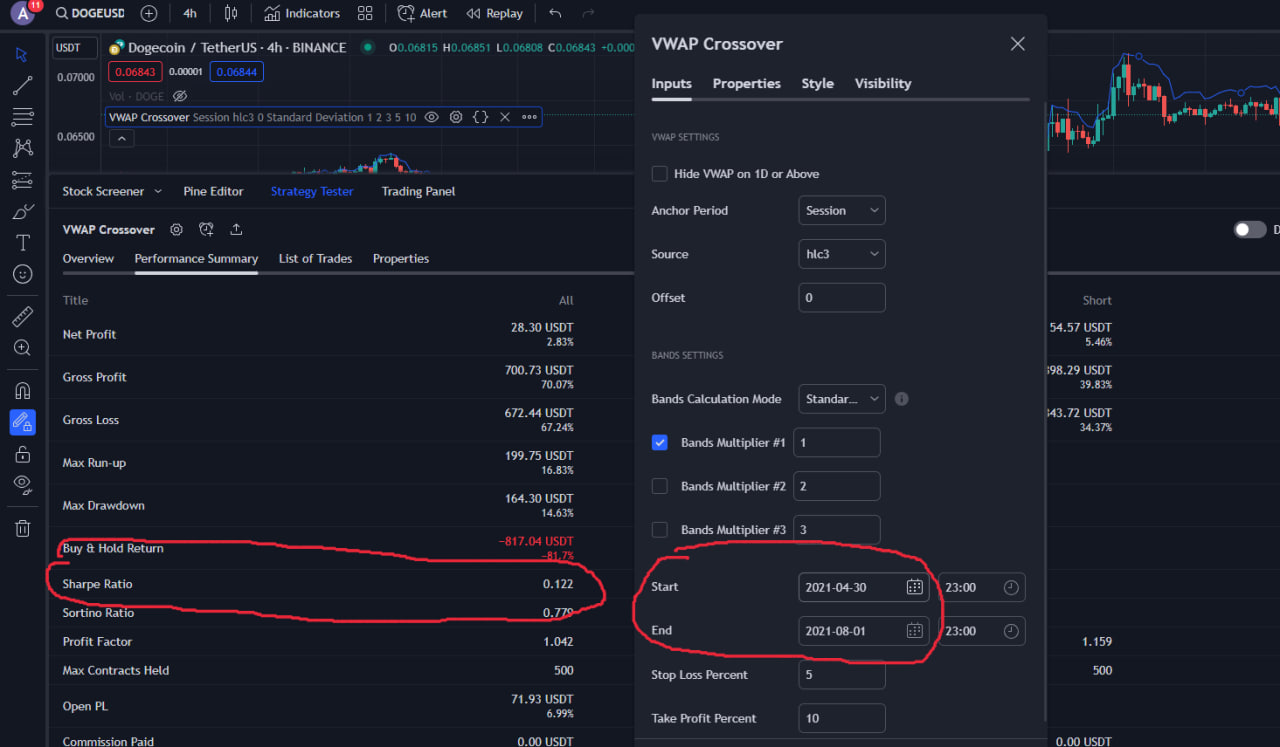 A 11 DOGEUSD 4h Indicators Alert Replay
USDT Dogecoin / TetherUS · 4h · BINANCE O0.06815 H0.06851 L0.06808 C0.06843 +0.000
0.07000 0.06843 0.00001 0.06844
Vol · DOGE
VWAP Crossover Session hlc3 0 Standard Deviation 1 2 3 5 10
0.06500
Stock Screener Pine Editor Strategy Tester Trading Panel
VWAP Crossover
Overview Performance Summary List of Trades Properties
Title All Short
Net Profit 28.30 USDT 54.57 USDT
2.83% 5.46%
Gross Profit 700.73 USDT 398.29 USDT
70.07% 39.83%
Gross Loss 672.44 USDT 343.72 USDT
67.24% 34.37%
Max Run-up 199.75 USDT
16.83%
Max Drawdown 164.30 USDT
14.63%
Buy & Hold Return −817.04 USDT
−81.7%
Sharpe Ratio 0.122
Sortino Ratio 0.779
Profit Factor 1.042 1.159
Max Contracts Held 500 500
Open PL 71.93 USDT
6.99%
Commission Paid 0.00 USDT 0.00 USDT
VWAP Crossover
Inputs Properties Style Visibility
VWAP SETTINGS
Hide VWAP on 1D or Above
Anchor Period Session
Source hlc3
Offset 0
BANDS SETTINGS
Bands Calculation Mode Standar...
Bands Multiplier #1 1
Bands Multiplier #2 2
Bands Multiplier #3 3
Start 2021-04-30 23:00
End 2021-08-01 23:00
Stop Loss Percent 5
Take Profit Percent 10